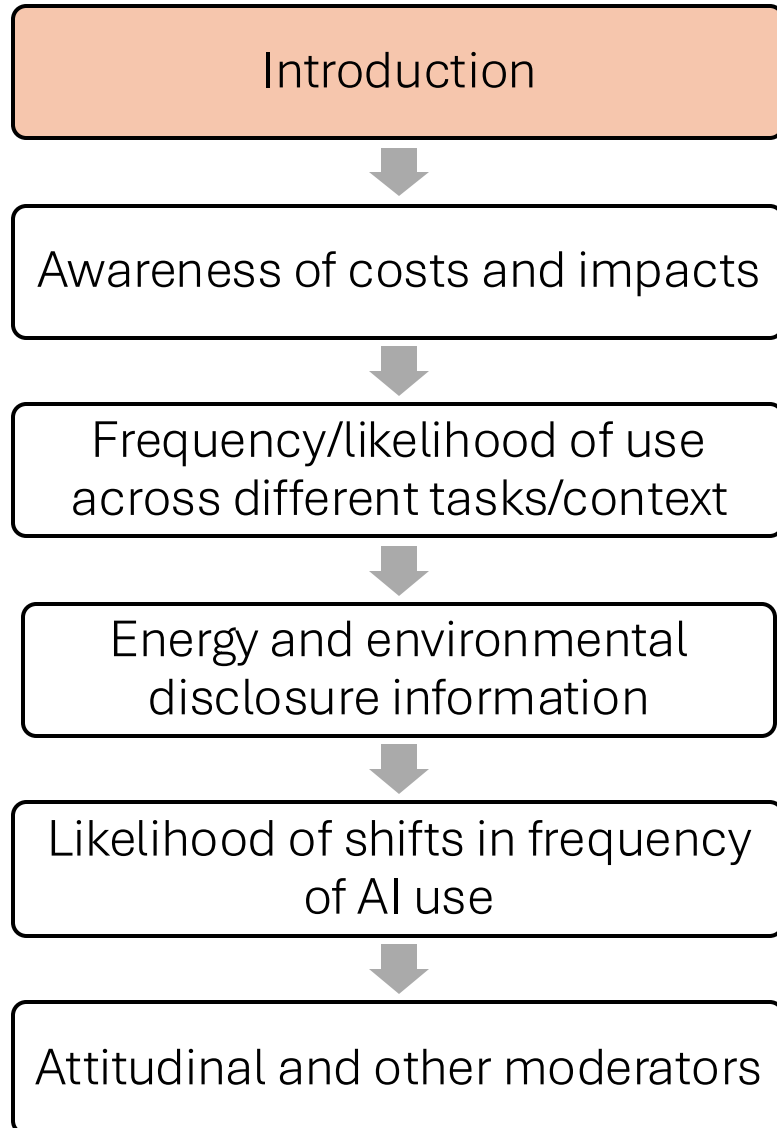 Introduction
Awareness of costs and impacts
Frequency/likelihood of use
across different tasks/context
Energy and environmental
disclosure information
Likelihood of shifts in frequency
of AI use
Attitudinal and other moderators